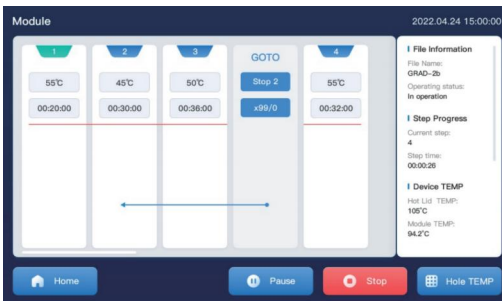 Module
2022.04.24 15:00:00
1
2
3
GOTO
4
55℃
45℃
50℃
Stop 2
55℃
00:20:00
00:30:00
00:36:00
x99/0
00:32:00
File Information
File Name:
GRAD-2b
Operating status:
In operation
Step Progress
Current step:
4
Step time:
00:00:26
Device TEMP
Hot Lid TEMP:
105℃
Module TEMP:
94.2℃
Home
Pause
Stop
Hole TEMP